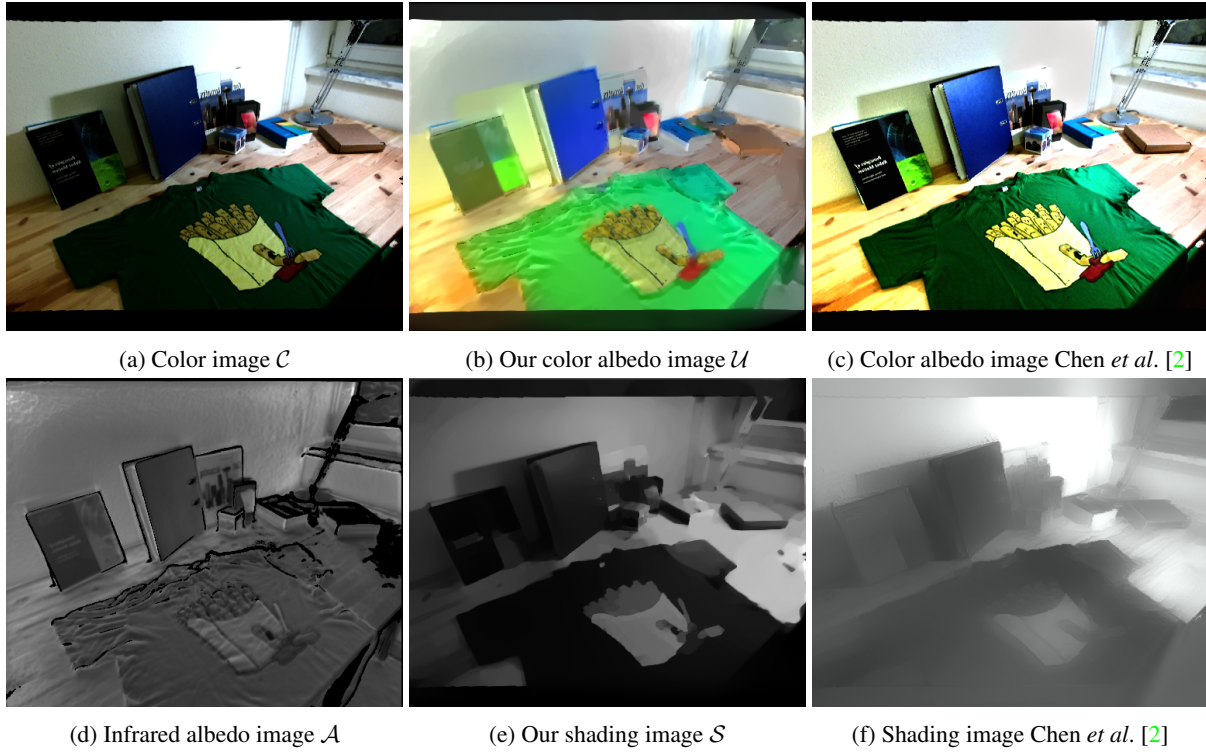 (a) Color image C
(b) Our color albedo image U
(c) Color albedo image Chen et al. [2]
(d) Infrared albedo image A
(e) Our shading image S
(f) Shading image Chen et al. [2]